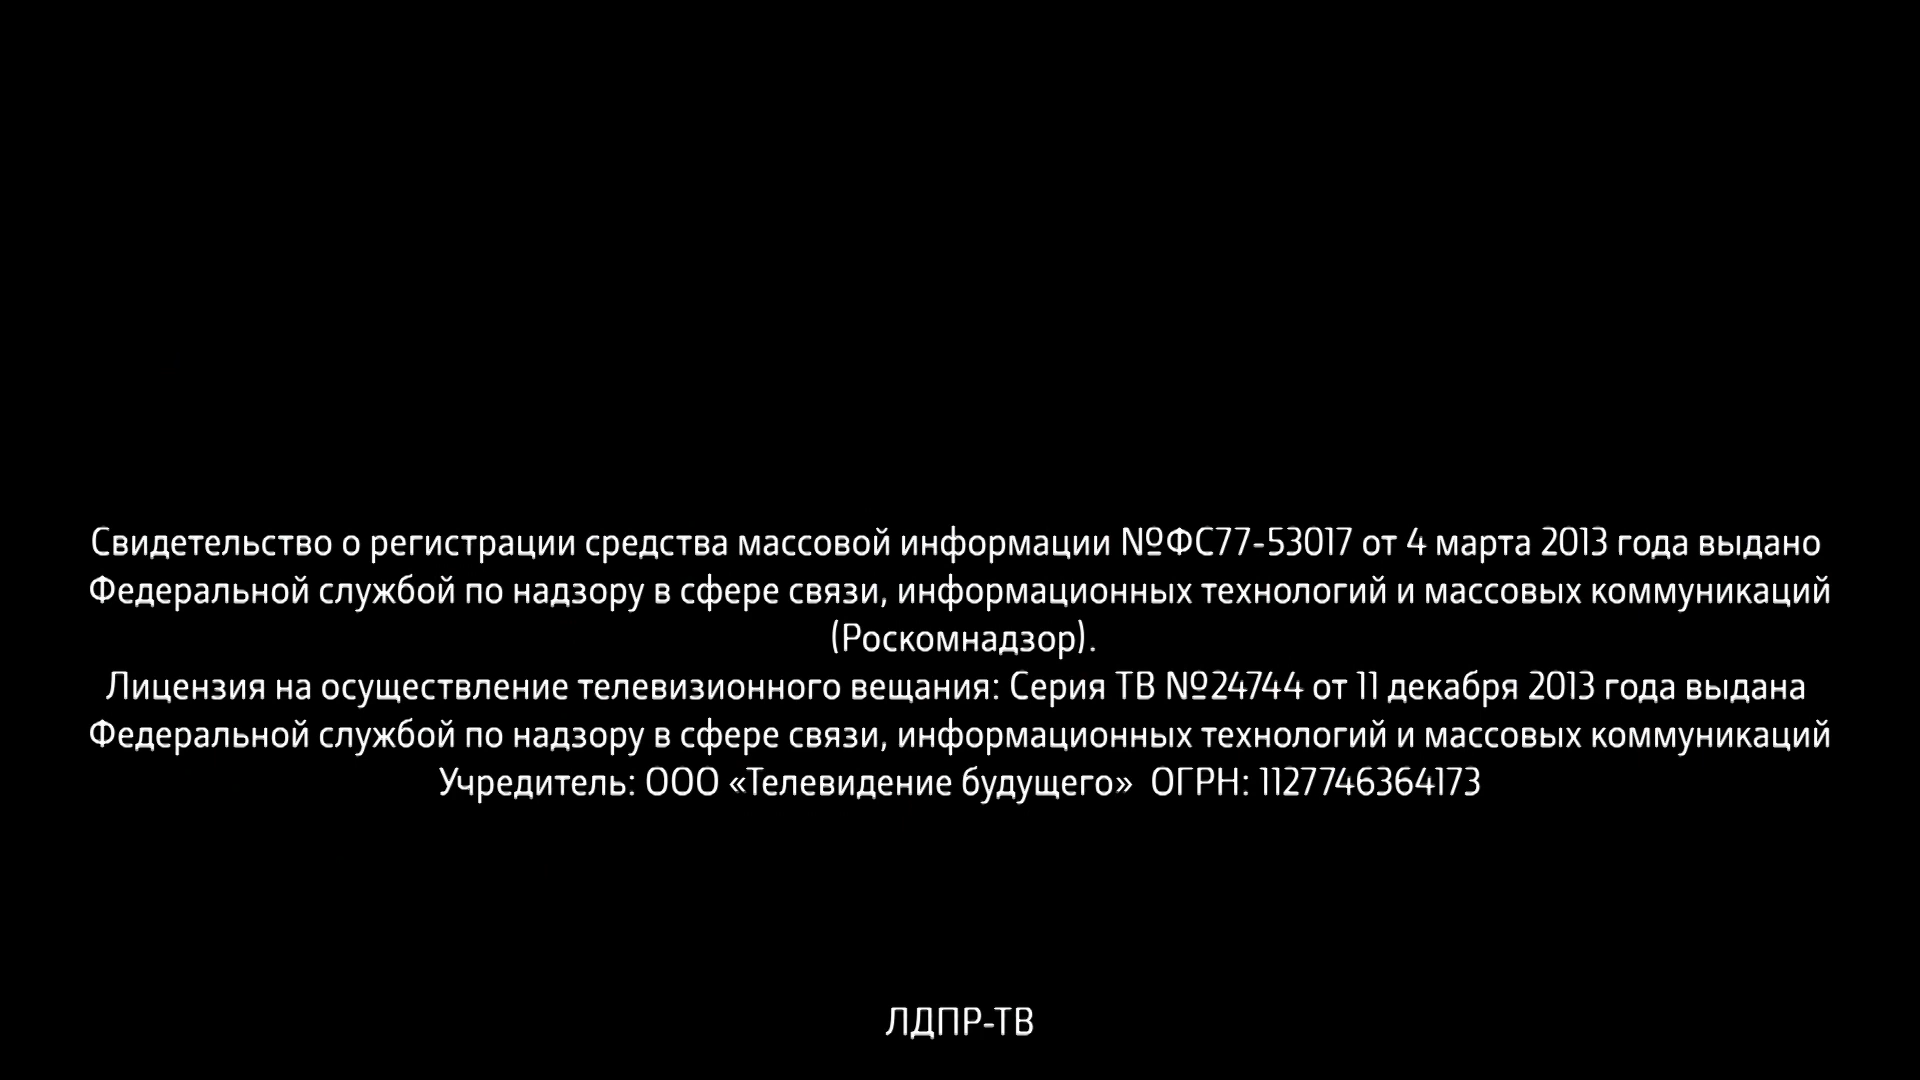 Свидетельство о регистрации средства массовой информации №ФС77-53017 от 4 марта 2013 года выдано
Федеральной службой по надзору в сфере связи, информационных технологий и массовых коммуникаций
(Роскомнадзор).
Лицензия на осуществление телевизионного вещания: Серия ТВ №24744 от 11 декабря 2013 года выдана
Федеральной службой по надзору в сфере связи, информационных технологий и массовых коммуникаций
Учредитель: ООО «Телевидение будущего»  ОГРН: 1127746364173
ЛДПР-ТВ